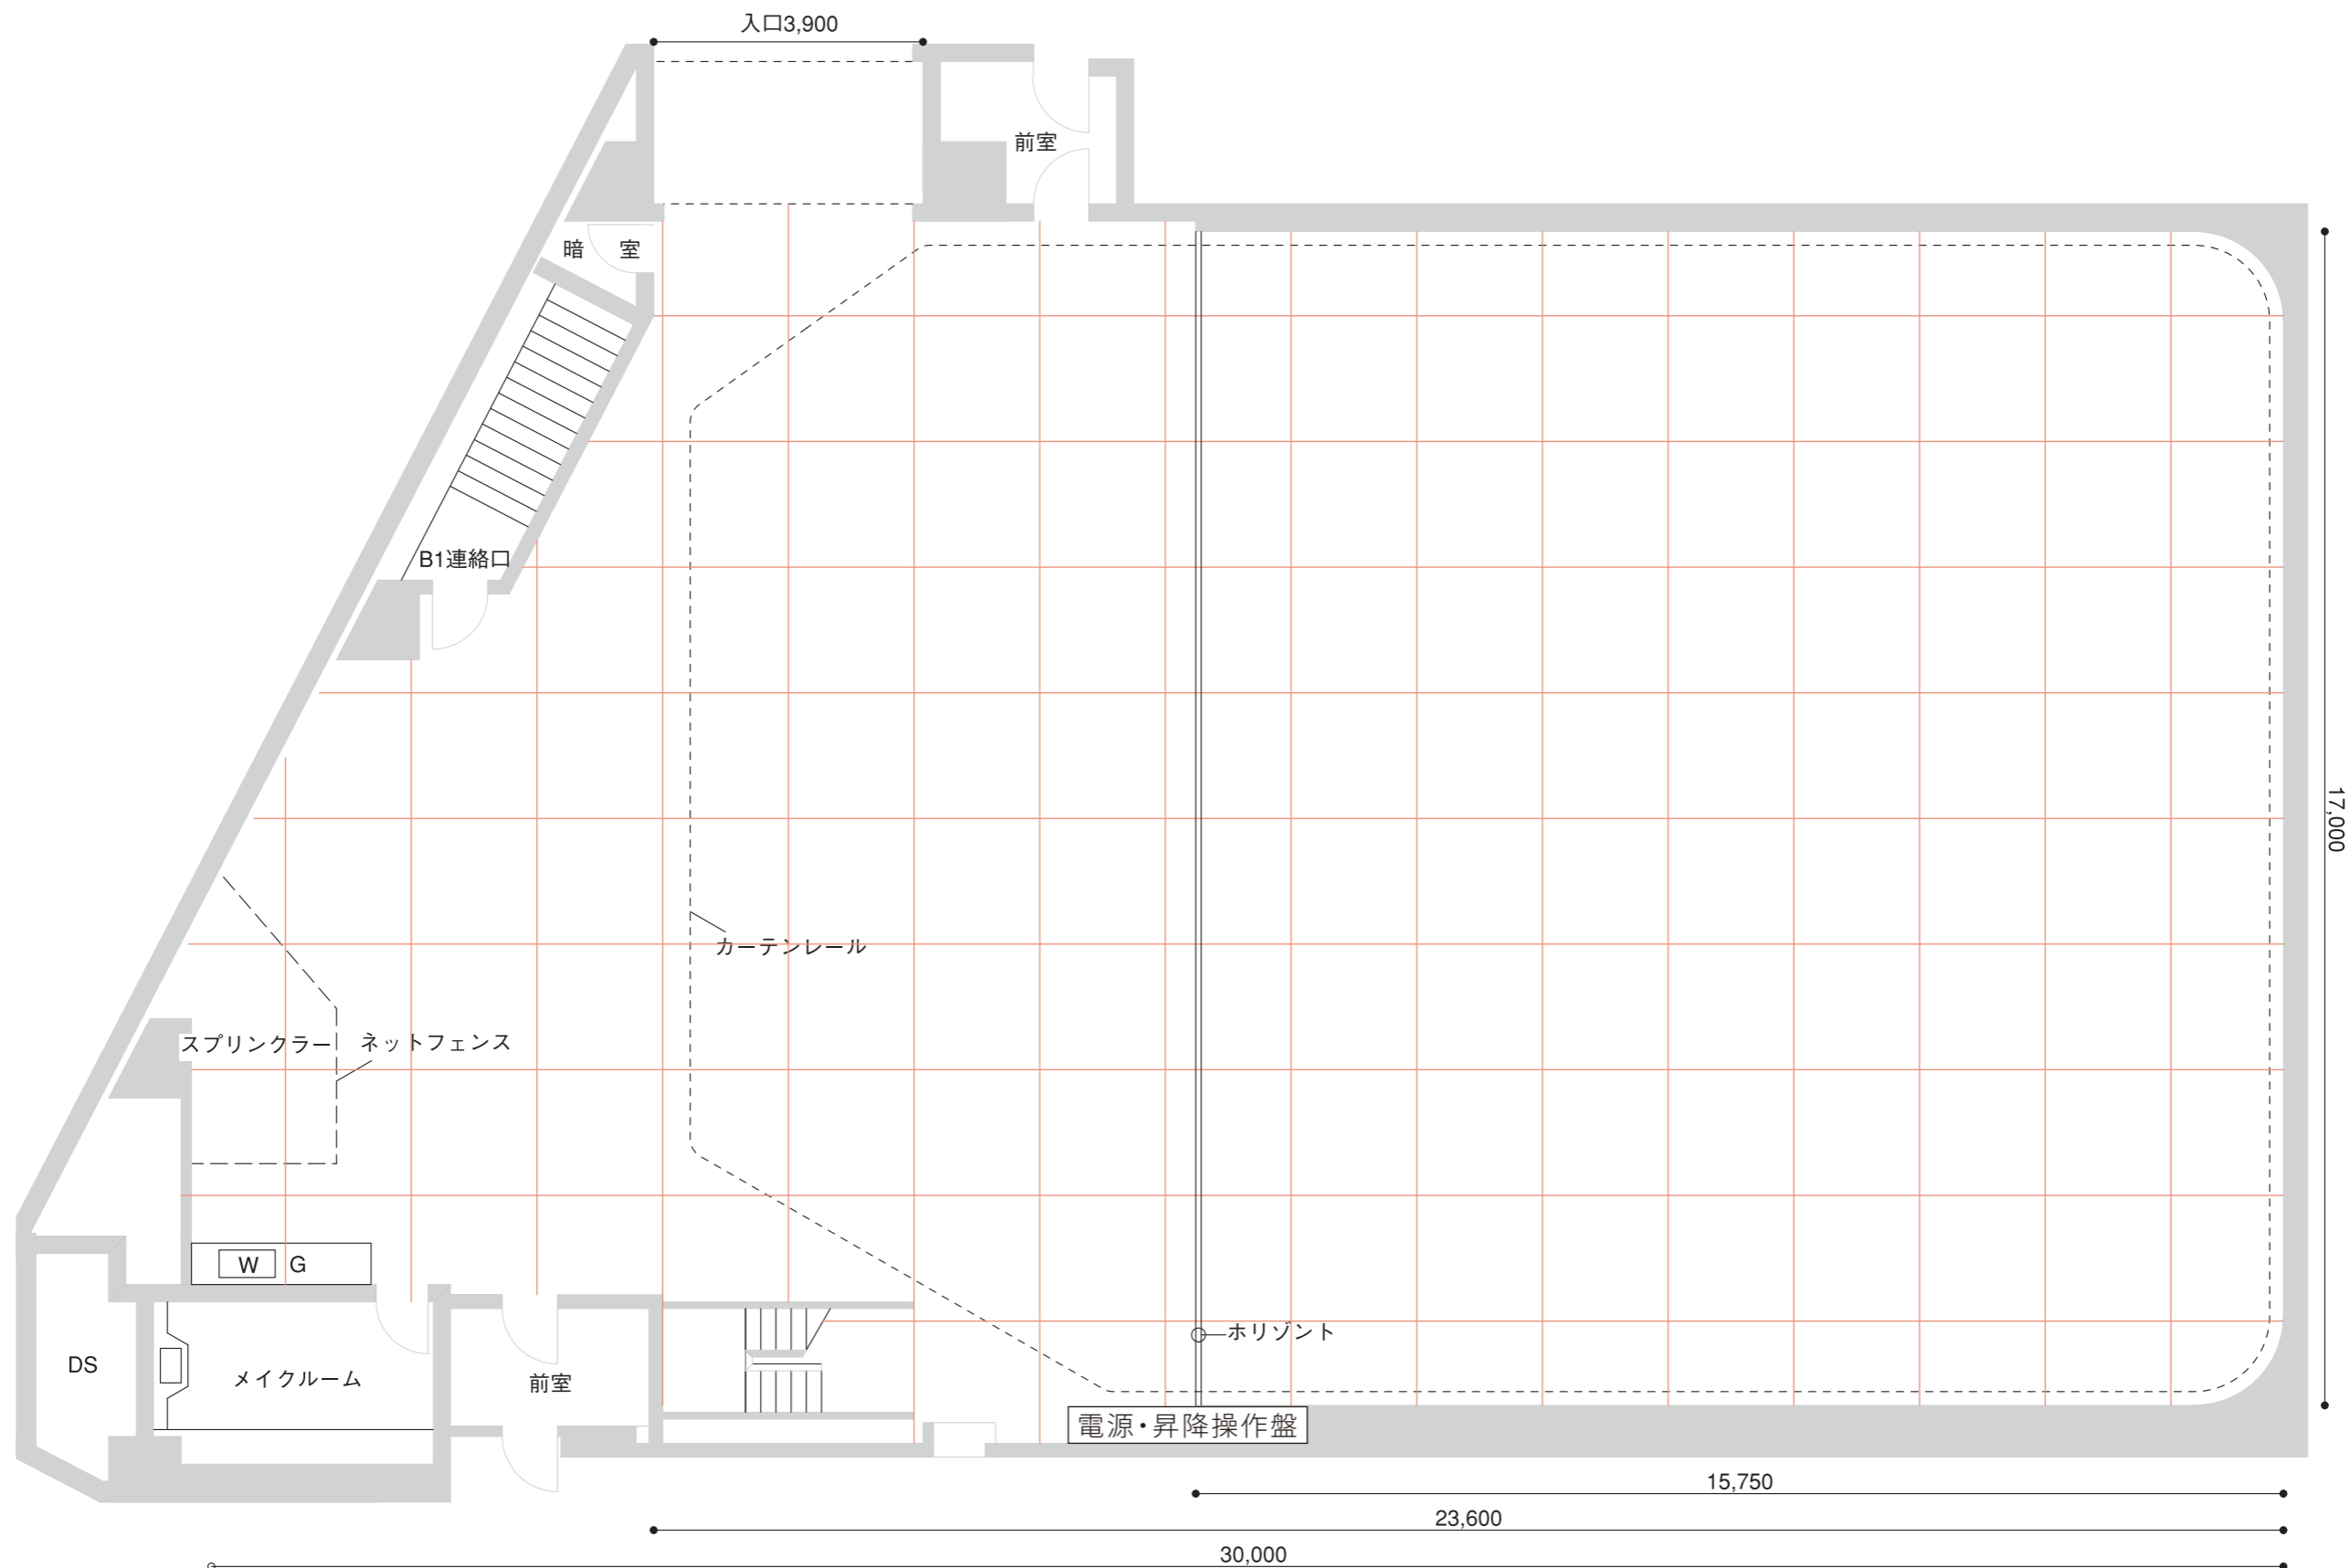 入口3,900
前室
暗 室
B1連絡口
17,000
カーテンレール
スプリンクラー
ネットフェンス
W
G
ホリゾント
DS
メイクルーム
前室
電源・昇降操作盤
15,750
23,600
30,000